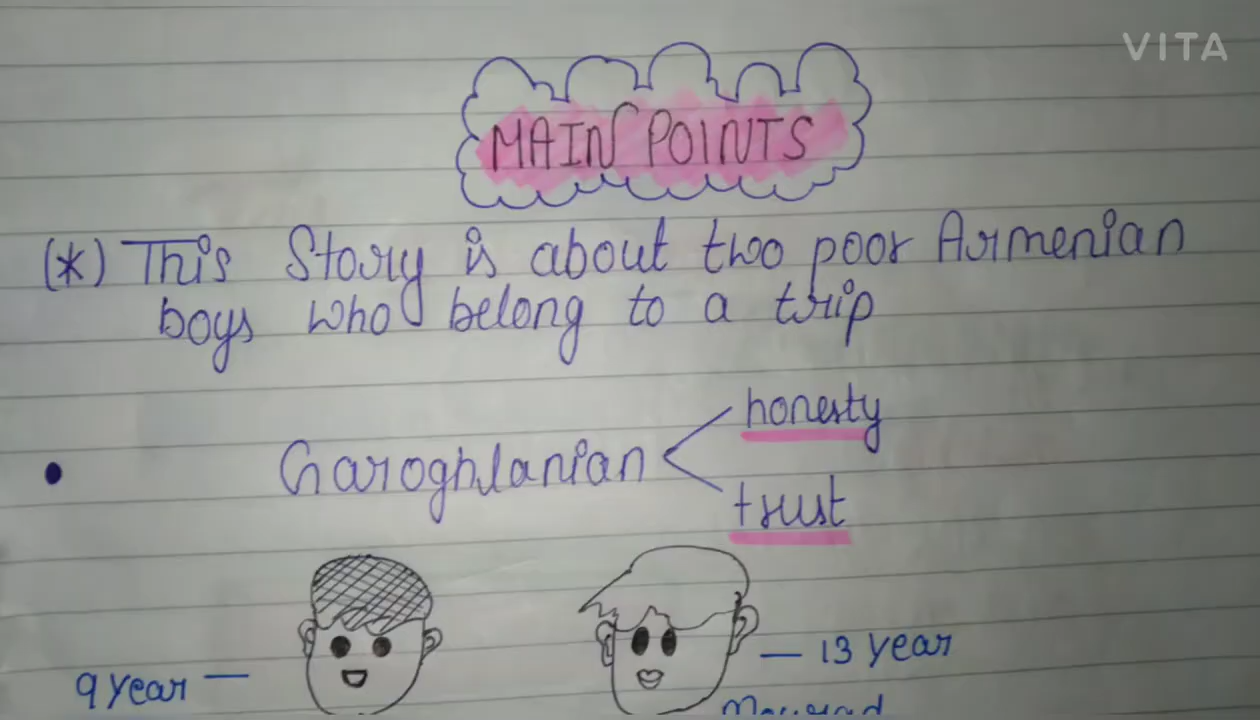 VITA
MAIN POINTS
(*) This Story is about two poor Armenian
boys who belong to a trip
• Garoghlanian
honesty
trust
9 year —
— 13 year